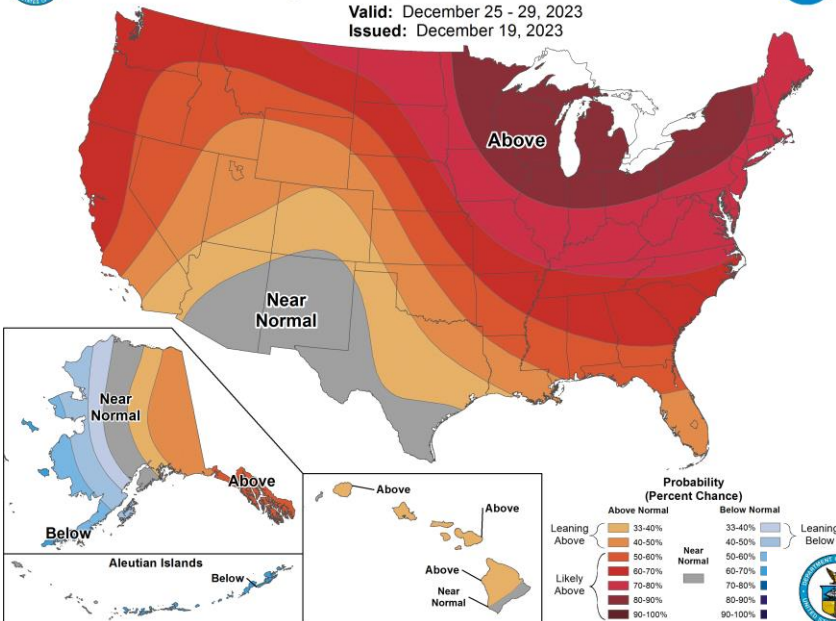 Valid: December 25 - 29, 2023
Issued: December 19, 2023
Above
Near
Normal
Near
Normal
Above
Below
Aleutian Islands
Below
Above
Above
Above
Near
Normal
Probability
(Percent Chance)
Above Normal
Below Normal
Leaning
Above
33-40%
40-50%
Likely
Above
50-60%
60-70%
70-80%
80-90%
90-100%
Near
Normal
33-40%
40-50%
50-60%
60-70%
70-80%
80-90%
90-100%
Leaning
Below